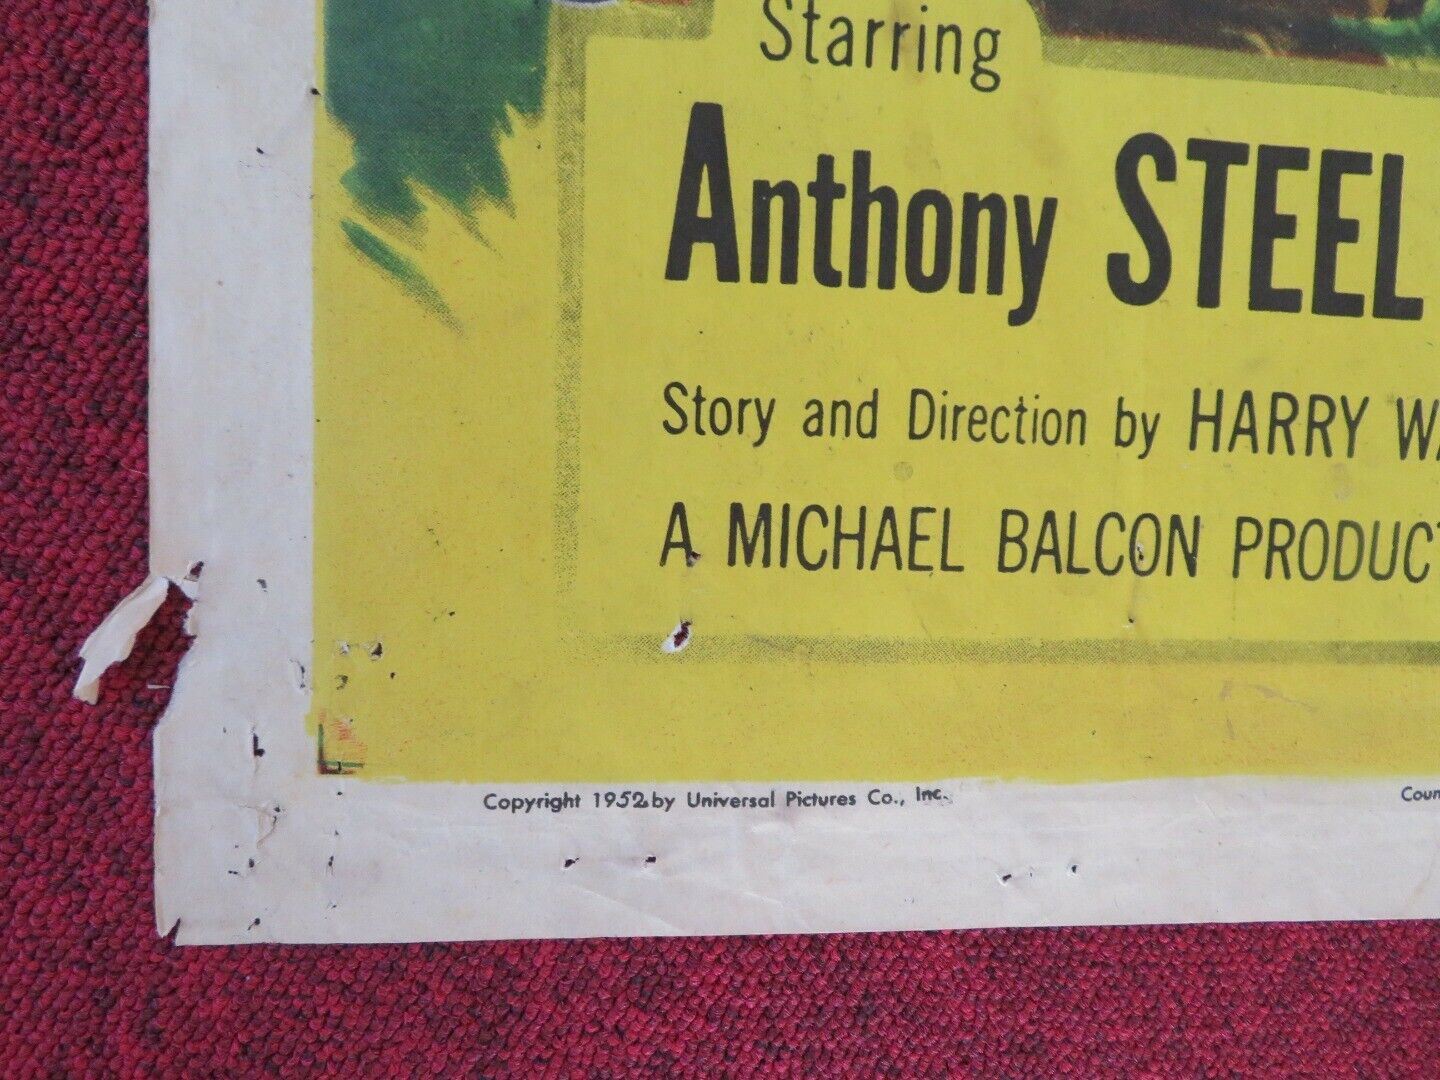 Starring
Anthony STEEL
Story and Direction by HARRY
A MICHAEL BALCON
Copyright 1952 by Universal Pictures Co., Inc.